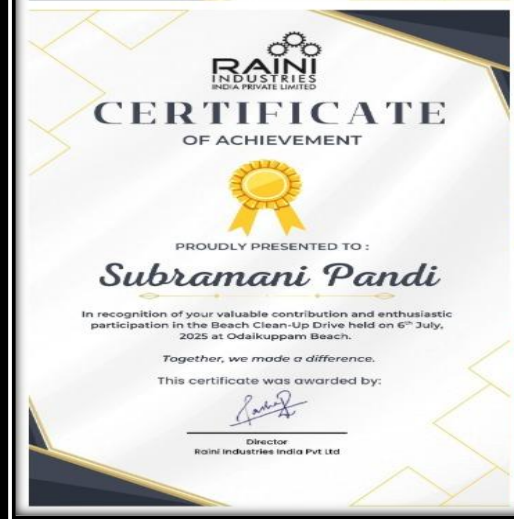 RAINI
INDUSTRIES
INDIA PRIVATE LIMITED
CERTIFICATE
OF ACHIEVEMENT
PROUDLY PRESENTED TO :
Subramani Pandi
In recognition of your valuable contribution and enthusiastic
participation in the Beach Clean-Up Drive held on 6th July,
2025 at Odaikuppam Beach.
Together, we made a difference.
This certificate was awarded by:
Director
Raini Industries India Pvt Ltd